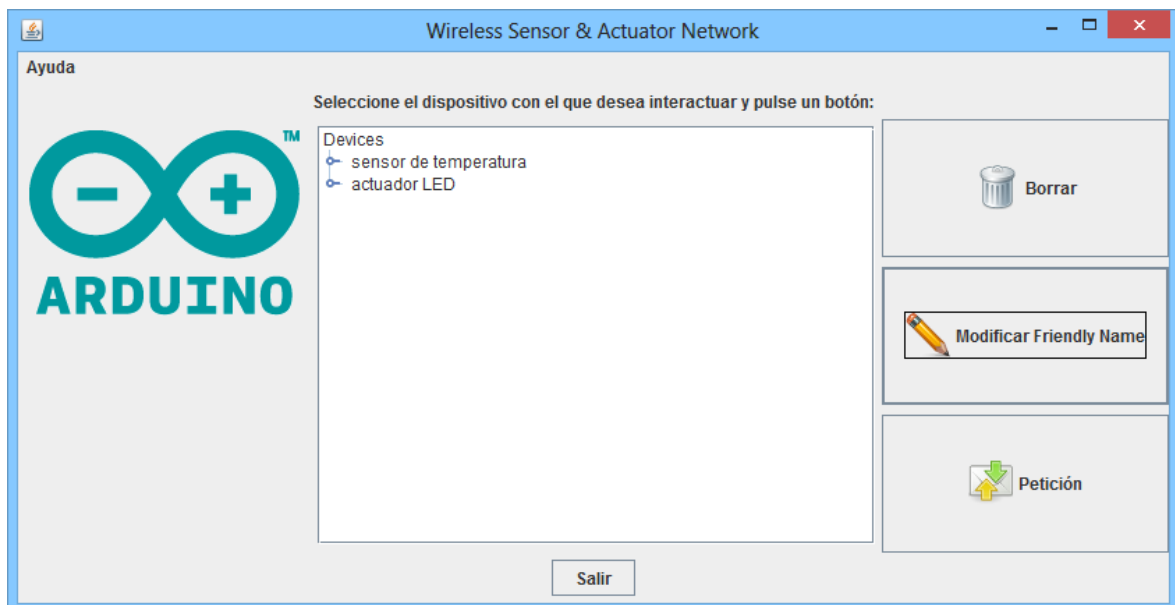 Wireless Sensor & Actuator Network
Ayuda
Seleccione el dispositivo con el que desea interactuar y pulse un botón:
TM
ARDUINO
Devices
sensor de temperatura
actuador LED
Borrar
Modificar Friendly Name
Petición
Salir